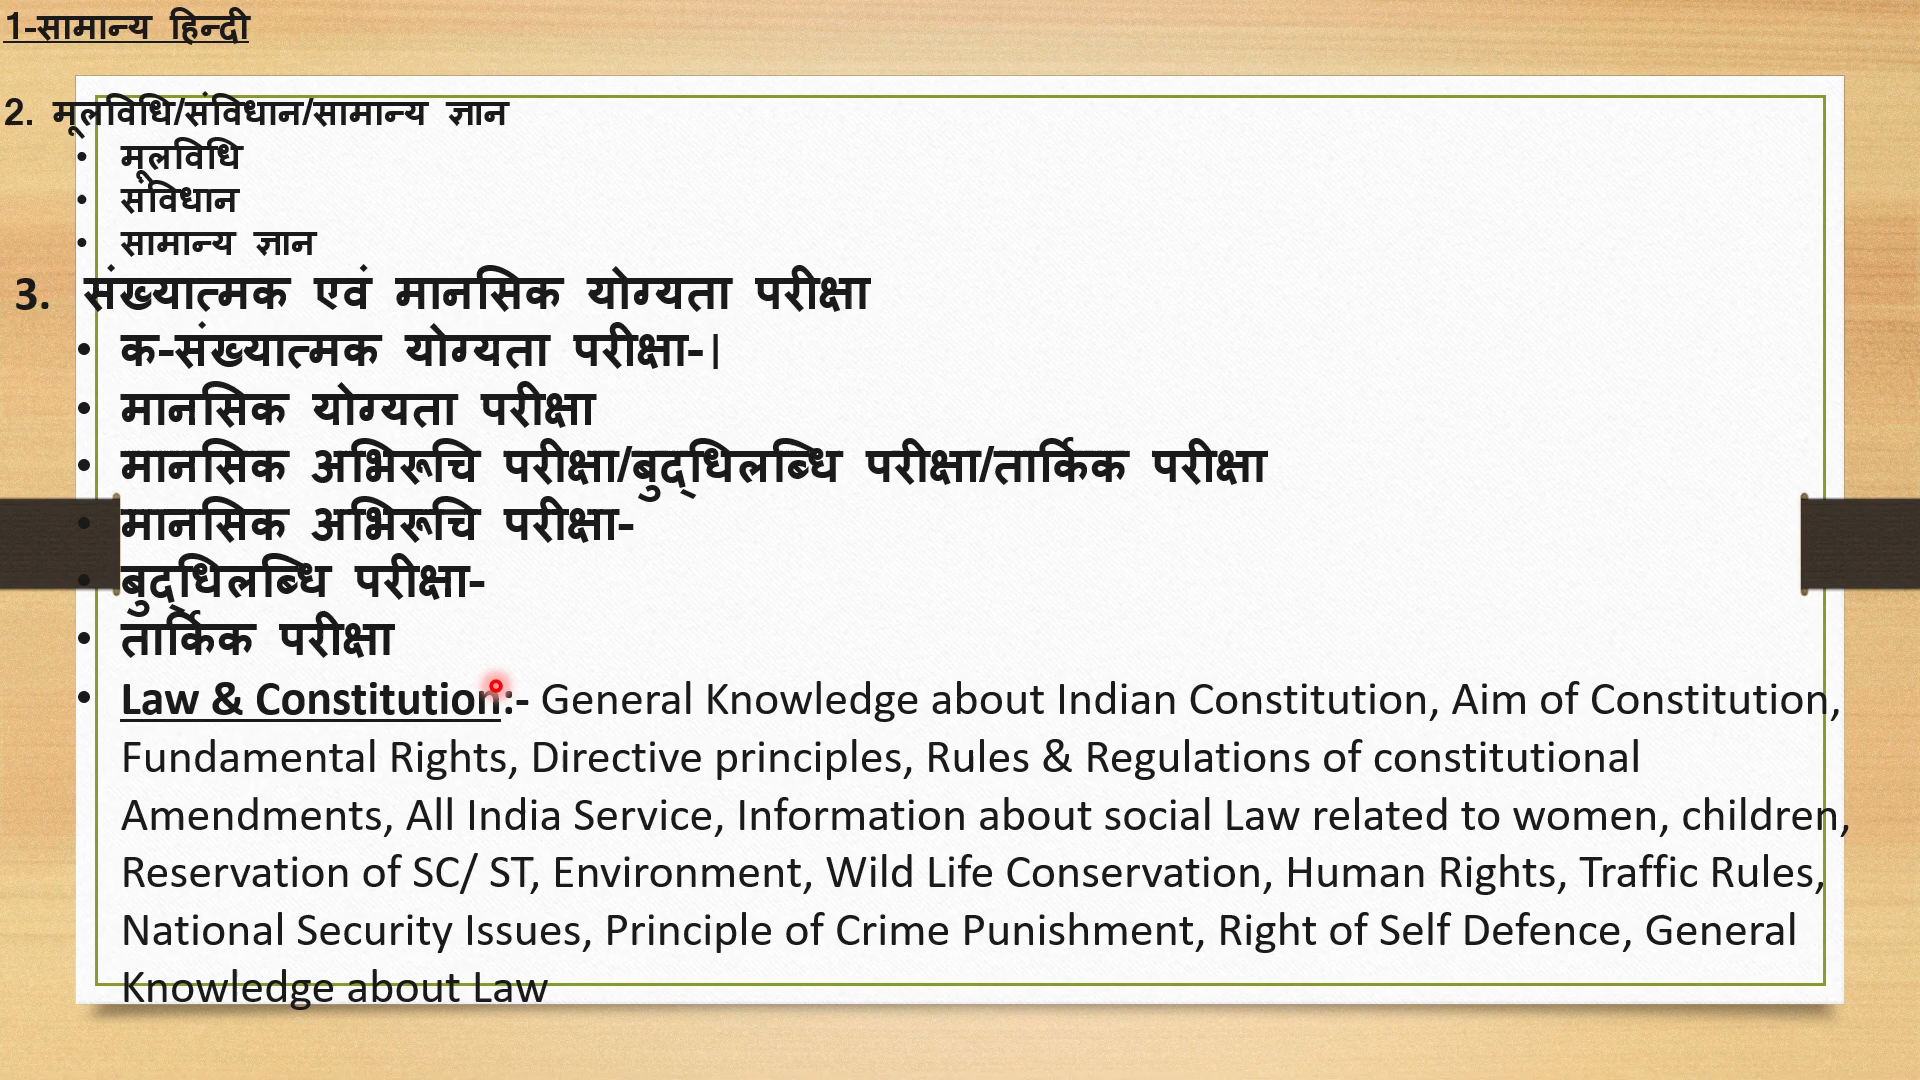 1-सामान्य हिन्दी
2. मूलविधि/संविधान/सामान्य ज्ञान
• मूलविधि
• संविधान
• सामान्य ज्ञान
3. संख्यात्मक एवं मानसिक योग्यता परीक्षा
• क-संख्यात्मक योग्यता परीक्षा-।
• मानसिक योग्यता परीक्षा
• मानसिक अभिरूचि परीक्षा/बुद्धिलब्धि परीक्षा/तार्किक परीक्षा
• मानसिक अभिरूचि परीक्षा-
• बुद्धिलब्धि परीक्षा-
• तार्किक परीक्षा
• Law & Constitution:- General Knowledge about Indian Constitution, Aim of Constitution,
Fundamental Rights, Directive principles, Rules & Regulations of constitutional
Amendments, All India Service, Information about social Law related to women, children,
Reservation of SC/ ST, Environment, Wild Life Conservation, Human Rights, Traffic Rules,
National Security Issues, Principle of Crime Punishment, Right of Self Defence, General
Knowledge about Law